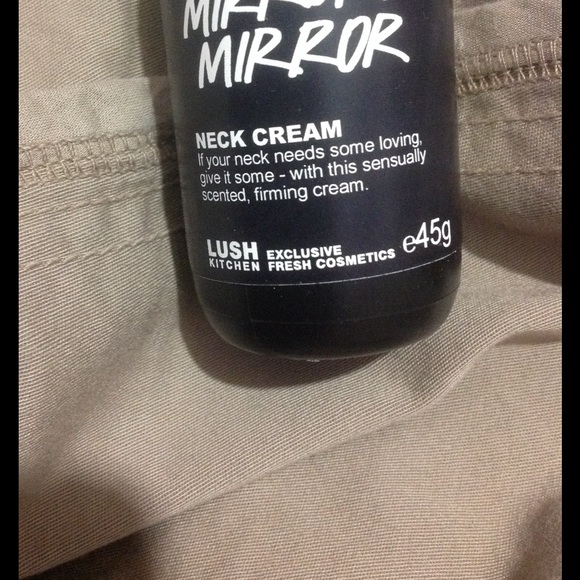 MIRROR
MIRROR
NECK CREAM
If your neck needs some loving,
give it some - with this sensually
scented, firming cream.
LUSH EXCLUSIVE
KITCHEN FRESH COSMETICS
e45g